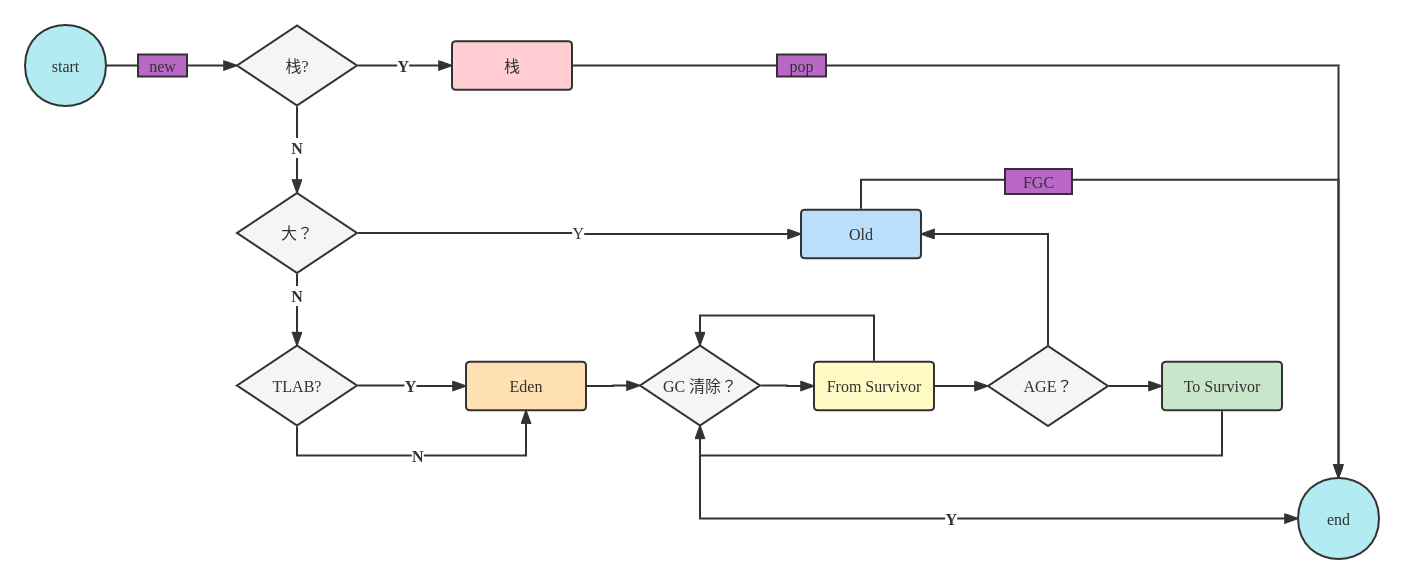 start
new
栈?
Y
栈
pop
N
FGC
大？
Y
Old
N
TLAB?
Y
Eden
GC 清除？
From Survivor
AGE？
To Survivor
N
Y
end